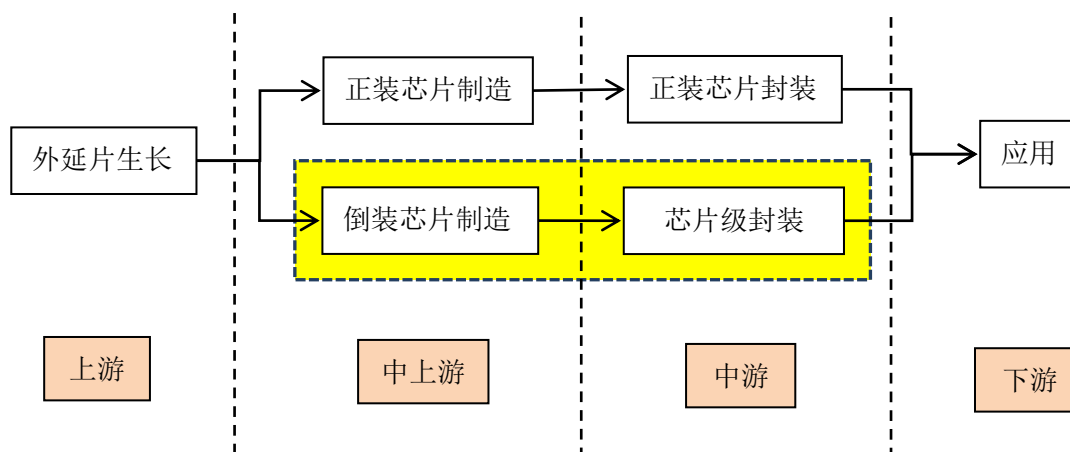 正装芯片制造
正装芯片封装
外延片生长
应用
倒装芯片制造
芯片级封装
上游
中上游
中游
下游